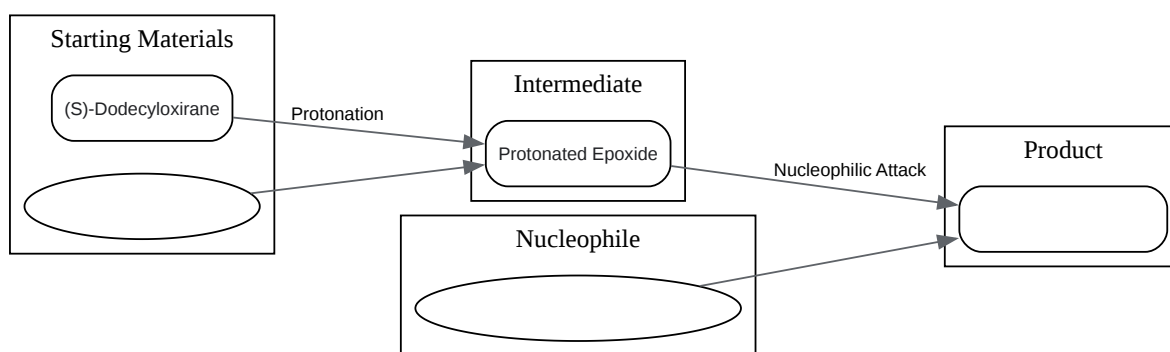 Starting Materials
(S)-Dodecyloxirane
Protonation
Intermediate
Protonated Epoxide
Nucleophilic Attack
Product
Nucleophile